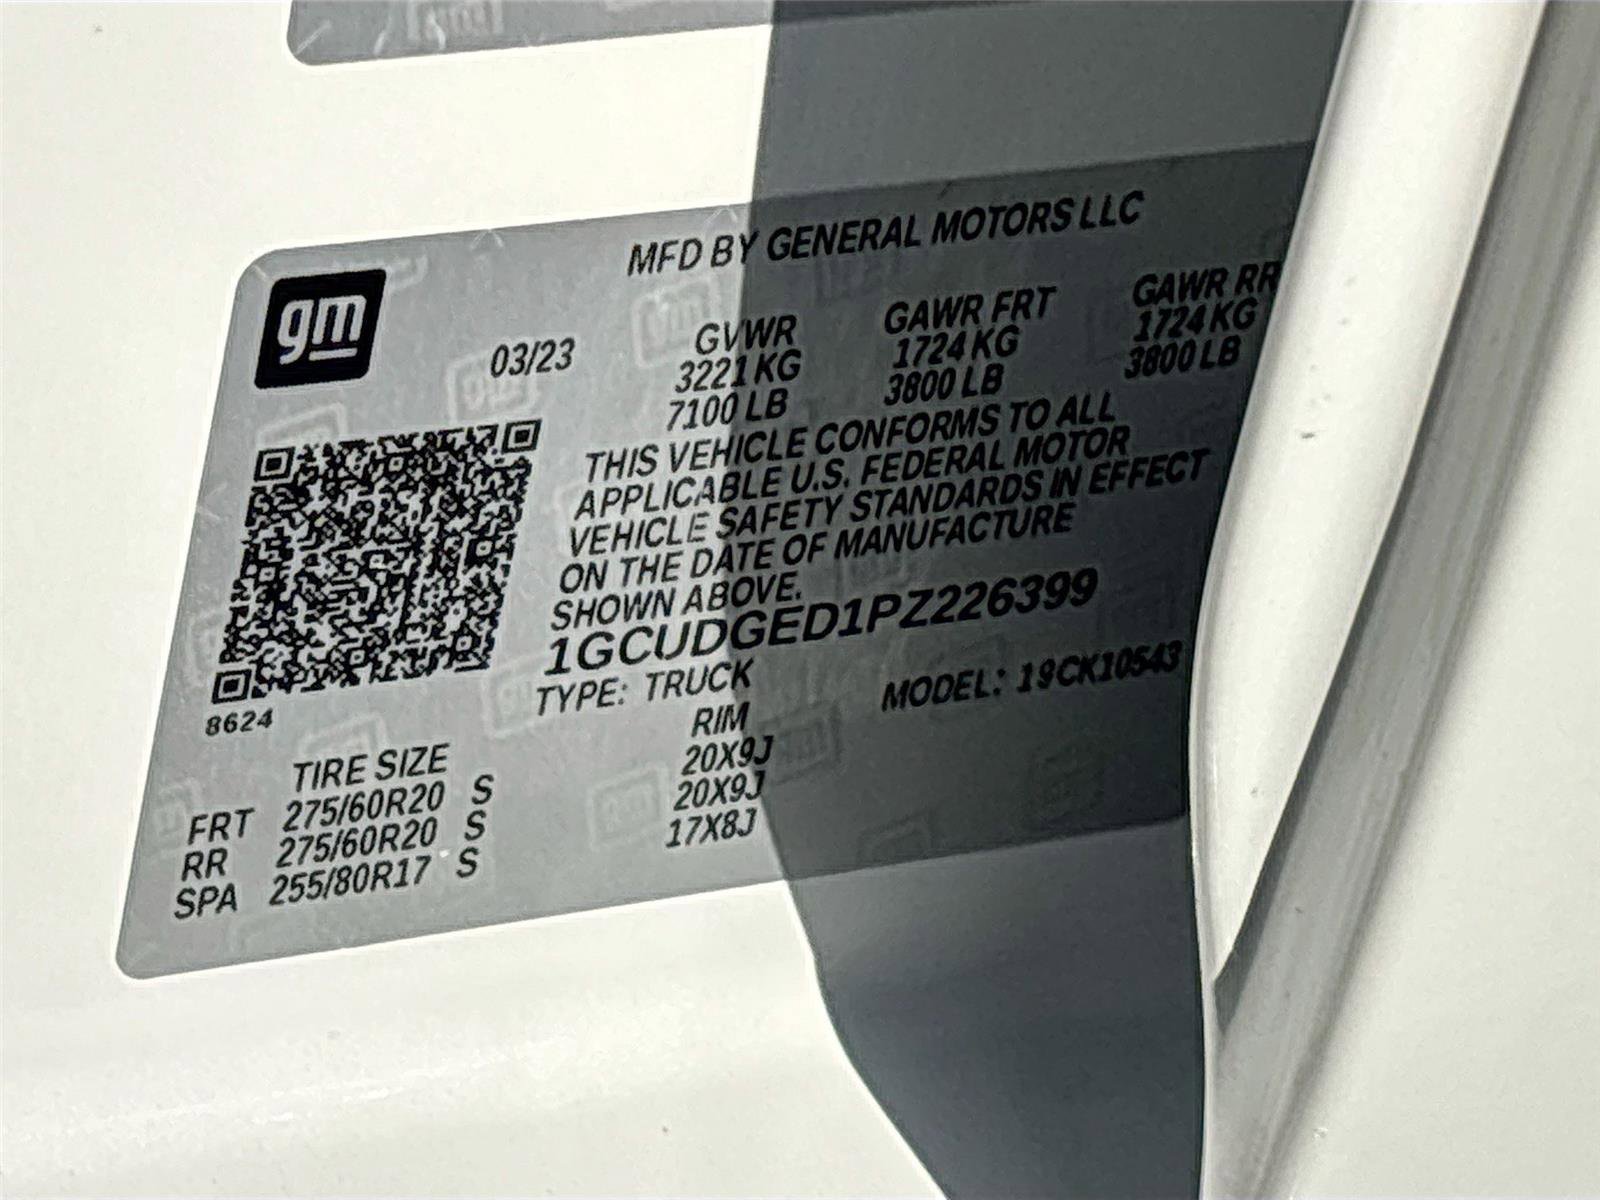 MFD BY GENERAL MOTORS LLC
gm
03/23
GVWR
3221 KG
7100 LB
GAWR FRT
1724 KG
3800 LB
GAWR RR
1724 KG
3800 LB
THIS VEHICLE CONFORMS TO ALL
APPLICABLE U.S. FEDERAL MOTOR
VEHICLE SAFETY STANDARDS IN EFFECT
ON THE DATE OF MANUFACTURE
SHOWN ABOVE.
1GCUDGED1PZ226399
TYPE: TRUCK MODEL: 19CK10543
8624
TIRE SIZE RIM
FRT 275/60R20 S 20X9J
RR 275/60R20 S 20X9J
SPA 255/80R17 S 17X8J